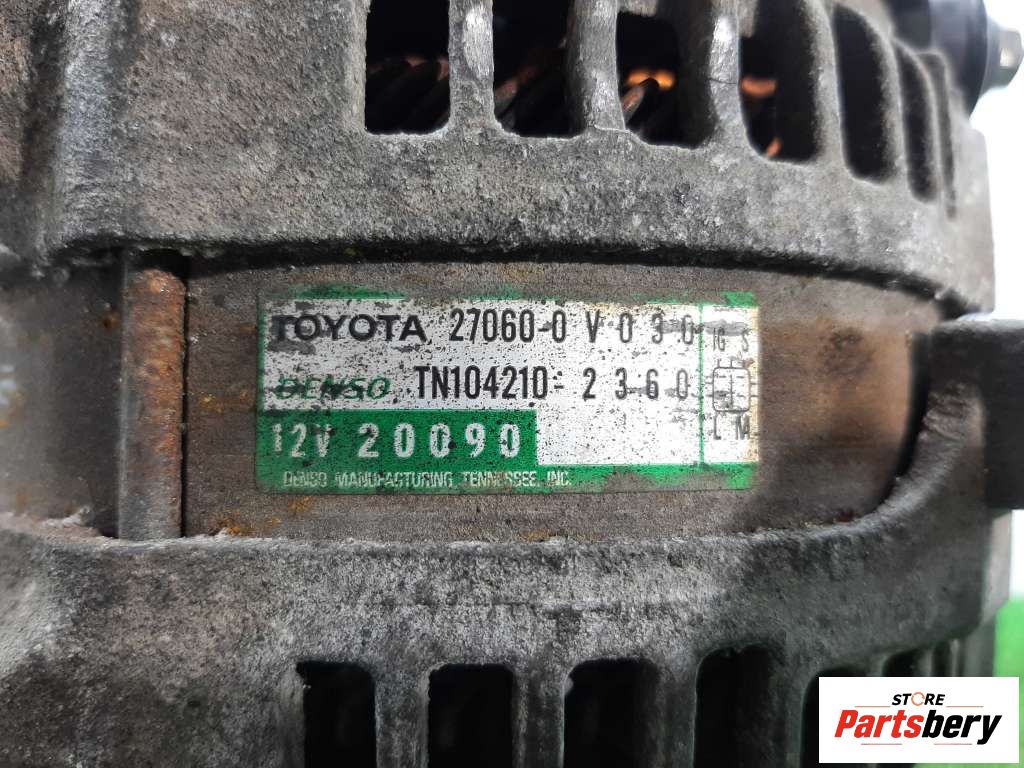 TOYOTA 27060-0V030
DENSO TN104210-2360
12V 20090
DENSO MANUFACTURING TENNESSEE, INC.
IG S
L M
STORE
Partsbery